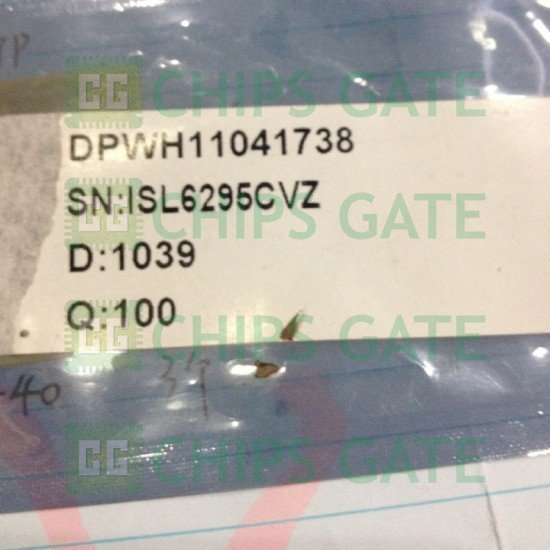 CHIPS GATE
DPWH11041738
SN:ISL6295CVZ
CHIPS GATE
D:1039
Q:100
CHIPS GATE
-40
CHIPS GATE